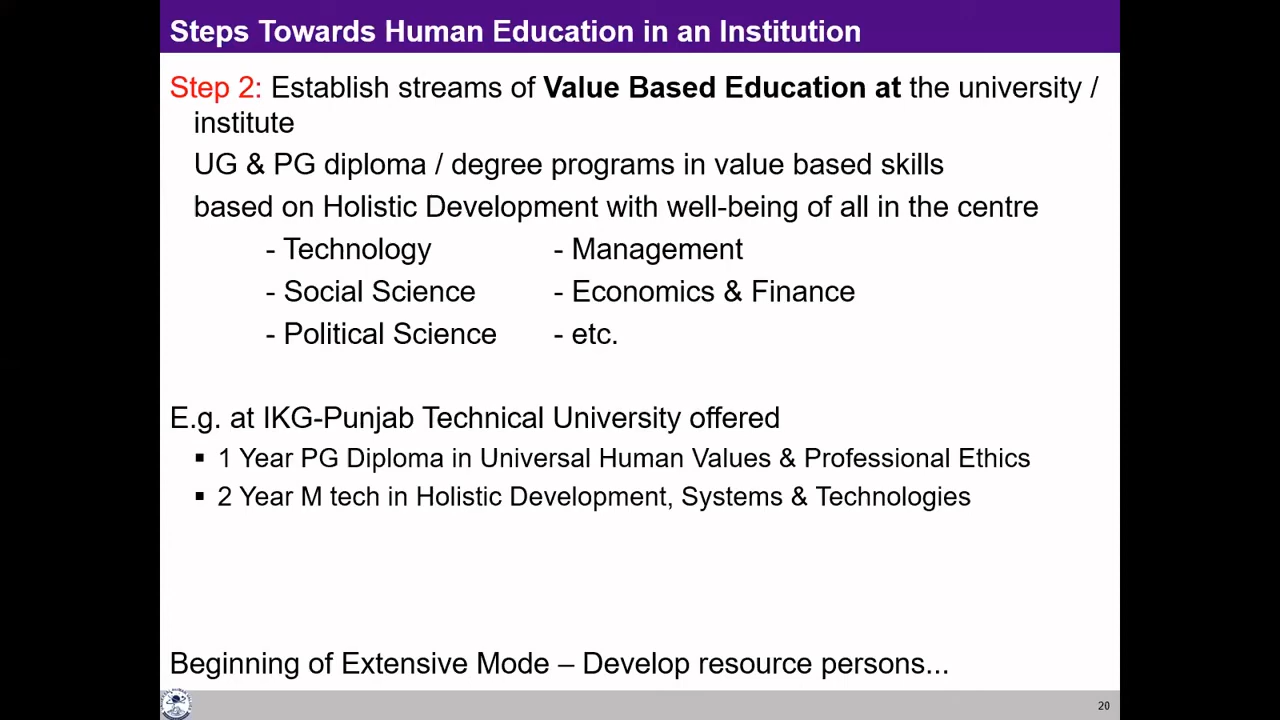 Steps Towards Human Education in an Institution
Step 2: Establish streams of Value Based Education at the university /
institute
UG & PG diploma / degree programs in value based skills
based on Holistic Development with well-being of all in the centre
- Technology - Management
- Social Science - Economics & Finance
- Political Science - etc.
E.g. at IKG-Punjab Technical University offered
▪ 1 Year PG Diploma in Universal Human Values & Professional Ethics
▪ 2 Year M tech in Holistic Development, Systems & Technologies
Beginning of Extensive Mode – Develop resource persons...
20